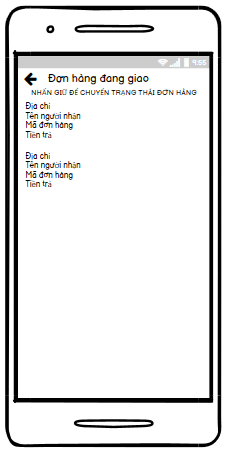 9:55
Đơn hàng đang giao
NHẤN GIỮ ĐỂ CHUYỂN TRẠNG THÁI ĐƠN HÀNG
Địa chỉ
Tên người nhận
Mã đơn hàng
Tiền trả
Địa chỉ
Tên người nhận
Mã đơn hàng
Tiền trả